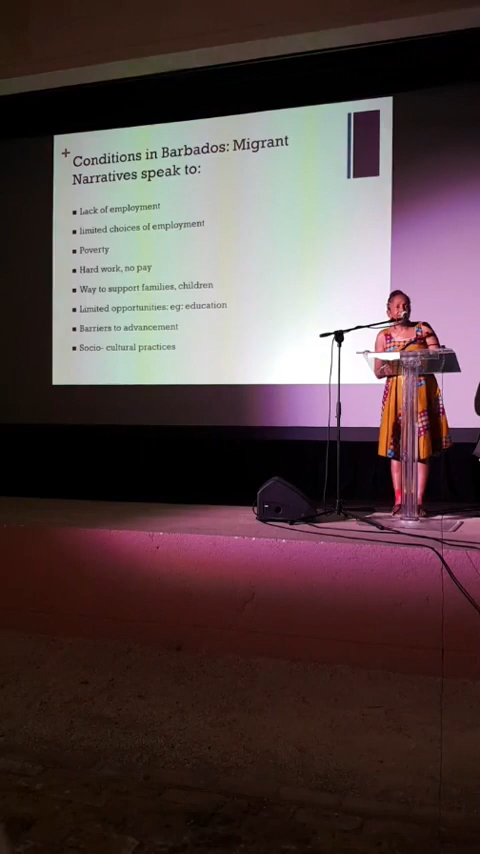 + Conditions in Barbados: Migrant
Narratives speak to:
■ Lack of employment
■ limited choices of employment
■ Poverty
■ Hard work, no pay
■ Way to support families, children
■ Limited opportunities: eg: education
■ Barriers to advancement
■ Socio- cultural practices